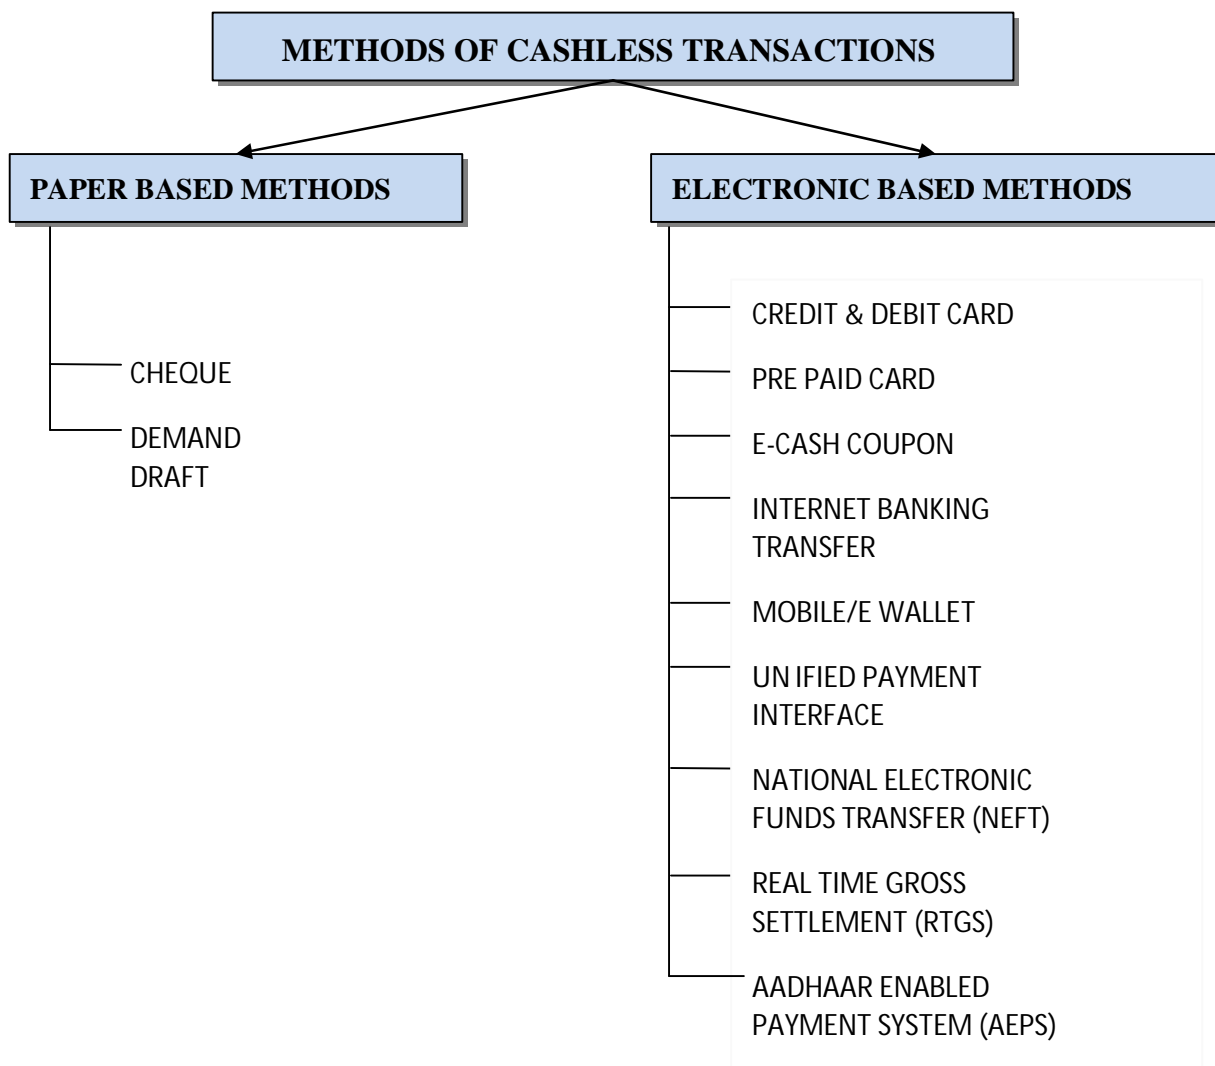 METHODS OF CASHLESS TRANSACTIONS
PAPER BASED METHODS
CHEQUE
DEMAND
DRAFT
ELECTRONIC BASED METHODS
CREDIT & DEBIT CARD
PRE PAID CARD
E-CASH COUPON
INTERNET BANKING
TRANSFER
MOBILE/E WALLET
UN IFIED PAYMENT
INTERFACE
NATIONAL ELECTRONIC
FUNDS TRANSFER (NEFT)
REAL TIME GROSS
SETTLEMENT (RTGS)
AADHAAR ENABLED
PAYMENT SYSTEM (AEPS)